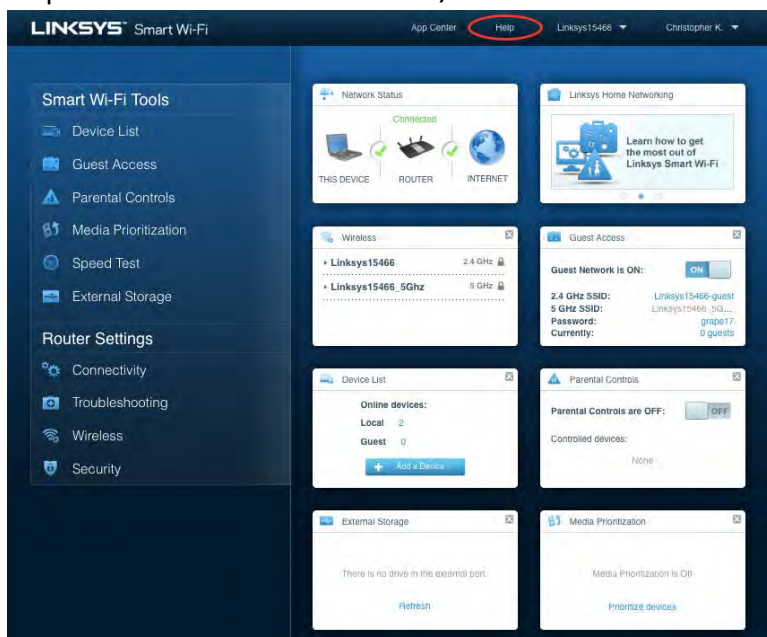 LINKSYS Smart Wi-Fi
App Center Help Linksys15466 Christopher K.
Smart Wi-Fi Tools
Device List
Guest Access
Parental Controls
Media Prioritization
Speed Test
External Storage
Router Settings
Connectivity
Troubleshooting
Wireless
Security
Network Status
Connected
THIS DEVICE ROUTER INTERNET
Linksys Home Networking
Learn how to get
the most out of
Linksys Smart Wi-Fi
Wireless
Linksys15466 2.4 GHz
Linksys15466_5Ghz 5 GHz
Guest Access
Guest Network is ON: ON
2.4 GHz SSID: Linksys15466-guest
5 GHz SSID: Linksys15466_5G...
Password: grape17
Currently: 0 guests
Device List
Online devices:
Local 2
Guest 0
Add a Device
Parental Controls
Parental Controls are OFF: OFF
Controlled devices:
None
External Storage
There is no drive in the external port.
Refresh
Media Prioritization
Media Prioritization is Off
Prioritize devices